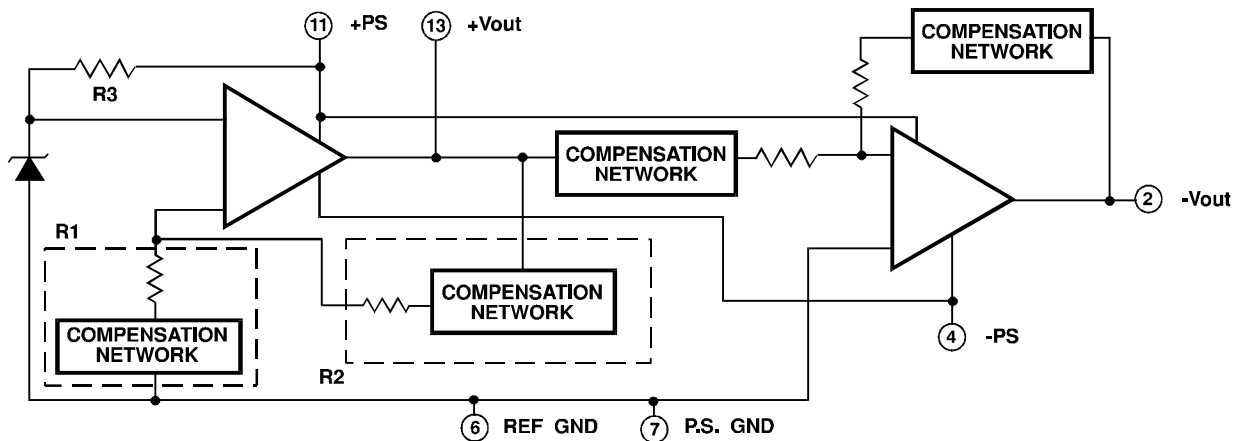 11 +PS 13 +Vout
COMPENSATION
NETWORK
R3
COMPENSATION
NETWORK
2 -Vout
R1
COMPENSATION
NETWORK
COMPENSATION
NETWORK
4 -PS
R2
6 REF GND 7 P.S. GND